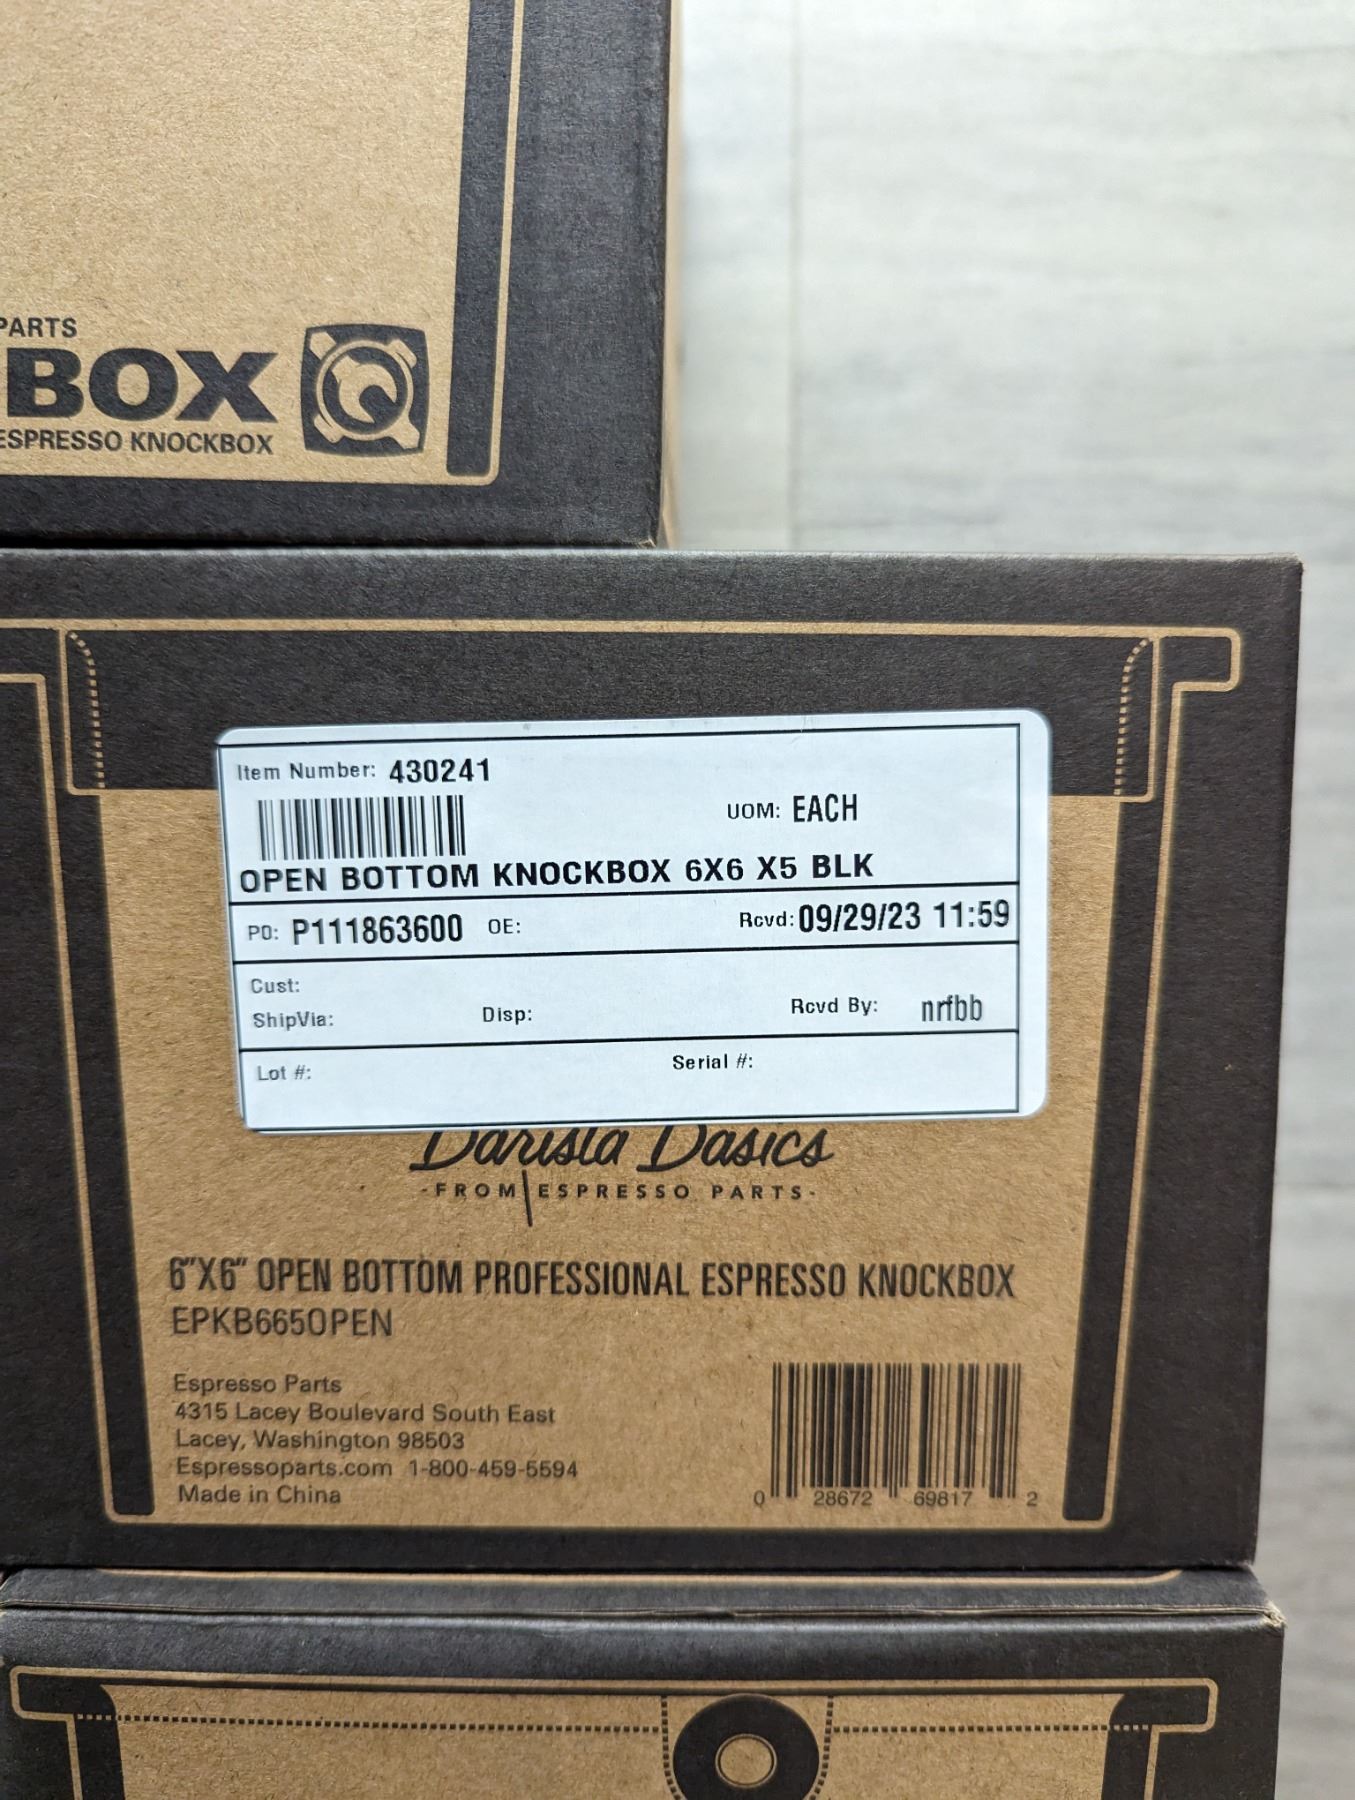 PARTS
BOX
ESPRESSO KNOCKBOX
Item Number: 430241
UOM: EACH
OPEN BOTTOM KNOCKBOX 6X6 X5 BLK
PO: P111863600 OE: Rcvd: 09/29/23 11:59
Cust:
ShipVia: Disp: Rcvd By: nrfbb
Lot #: Serial #:
Barista Basics
-FROM ESPRESSO PARTS-
6"X6" OPEN BOTTOM PROFESSIONAL ESPRESSO KNOCKBOX
EPKB665OPEN
Espresso Parts
4315 Lacey Boulevard South East
Lacey, Washington 98503
Espressoparts.com 1-800-459-5594
Made in China
0 28672 69817 2